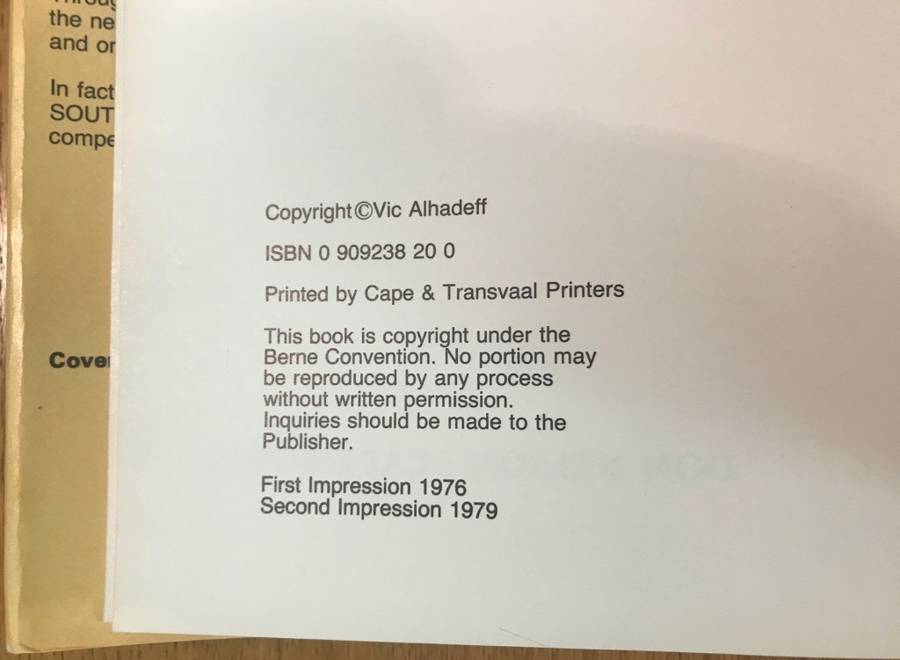 the ne
and or
In fact
SOUT
compe
Cover
Copyright©Vic Alhadeff
ISBN 0 909238 20 0
Printed by Cape & Transvaal Printers
This book is copyright under the
Berne Convention. No portion may
be reproduced by any process
without written permission.
Inquiries should be made to the
Publisher.
First Impression 1976
Second Impression 1979